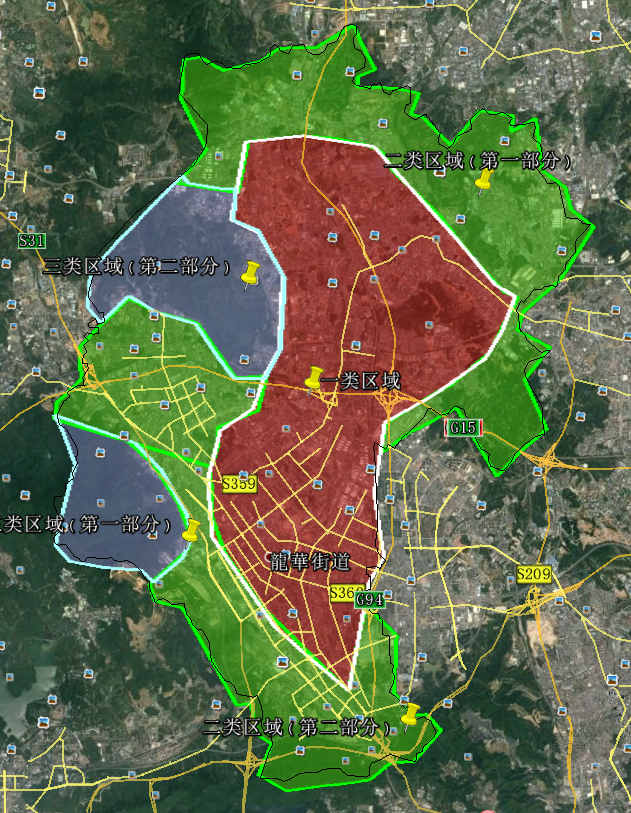 二类区域（第一部分）
S31
三类区域（第二部分）
一类区域
G15
S359
类区域（第一部分）
龍華街道
S209
S360
G94
二类区域（第二部分）